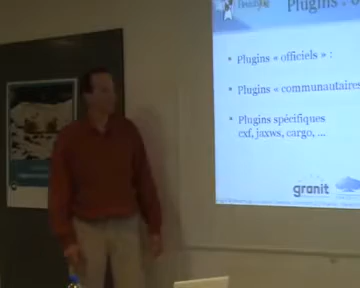 Plugins :
Plugins « officiels » :
Plugins « communautaires
Plugins spécifiques
cxf, jaxws, cargo, ...
granit